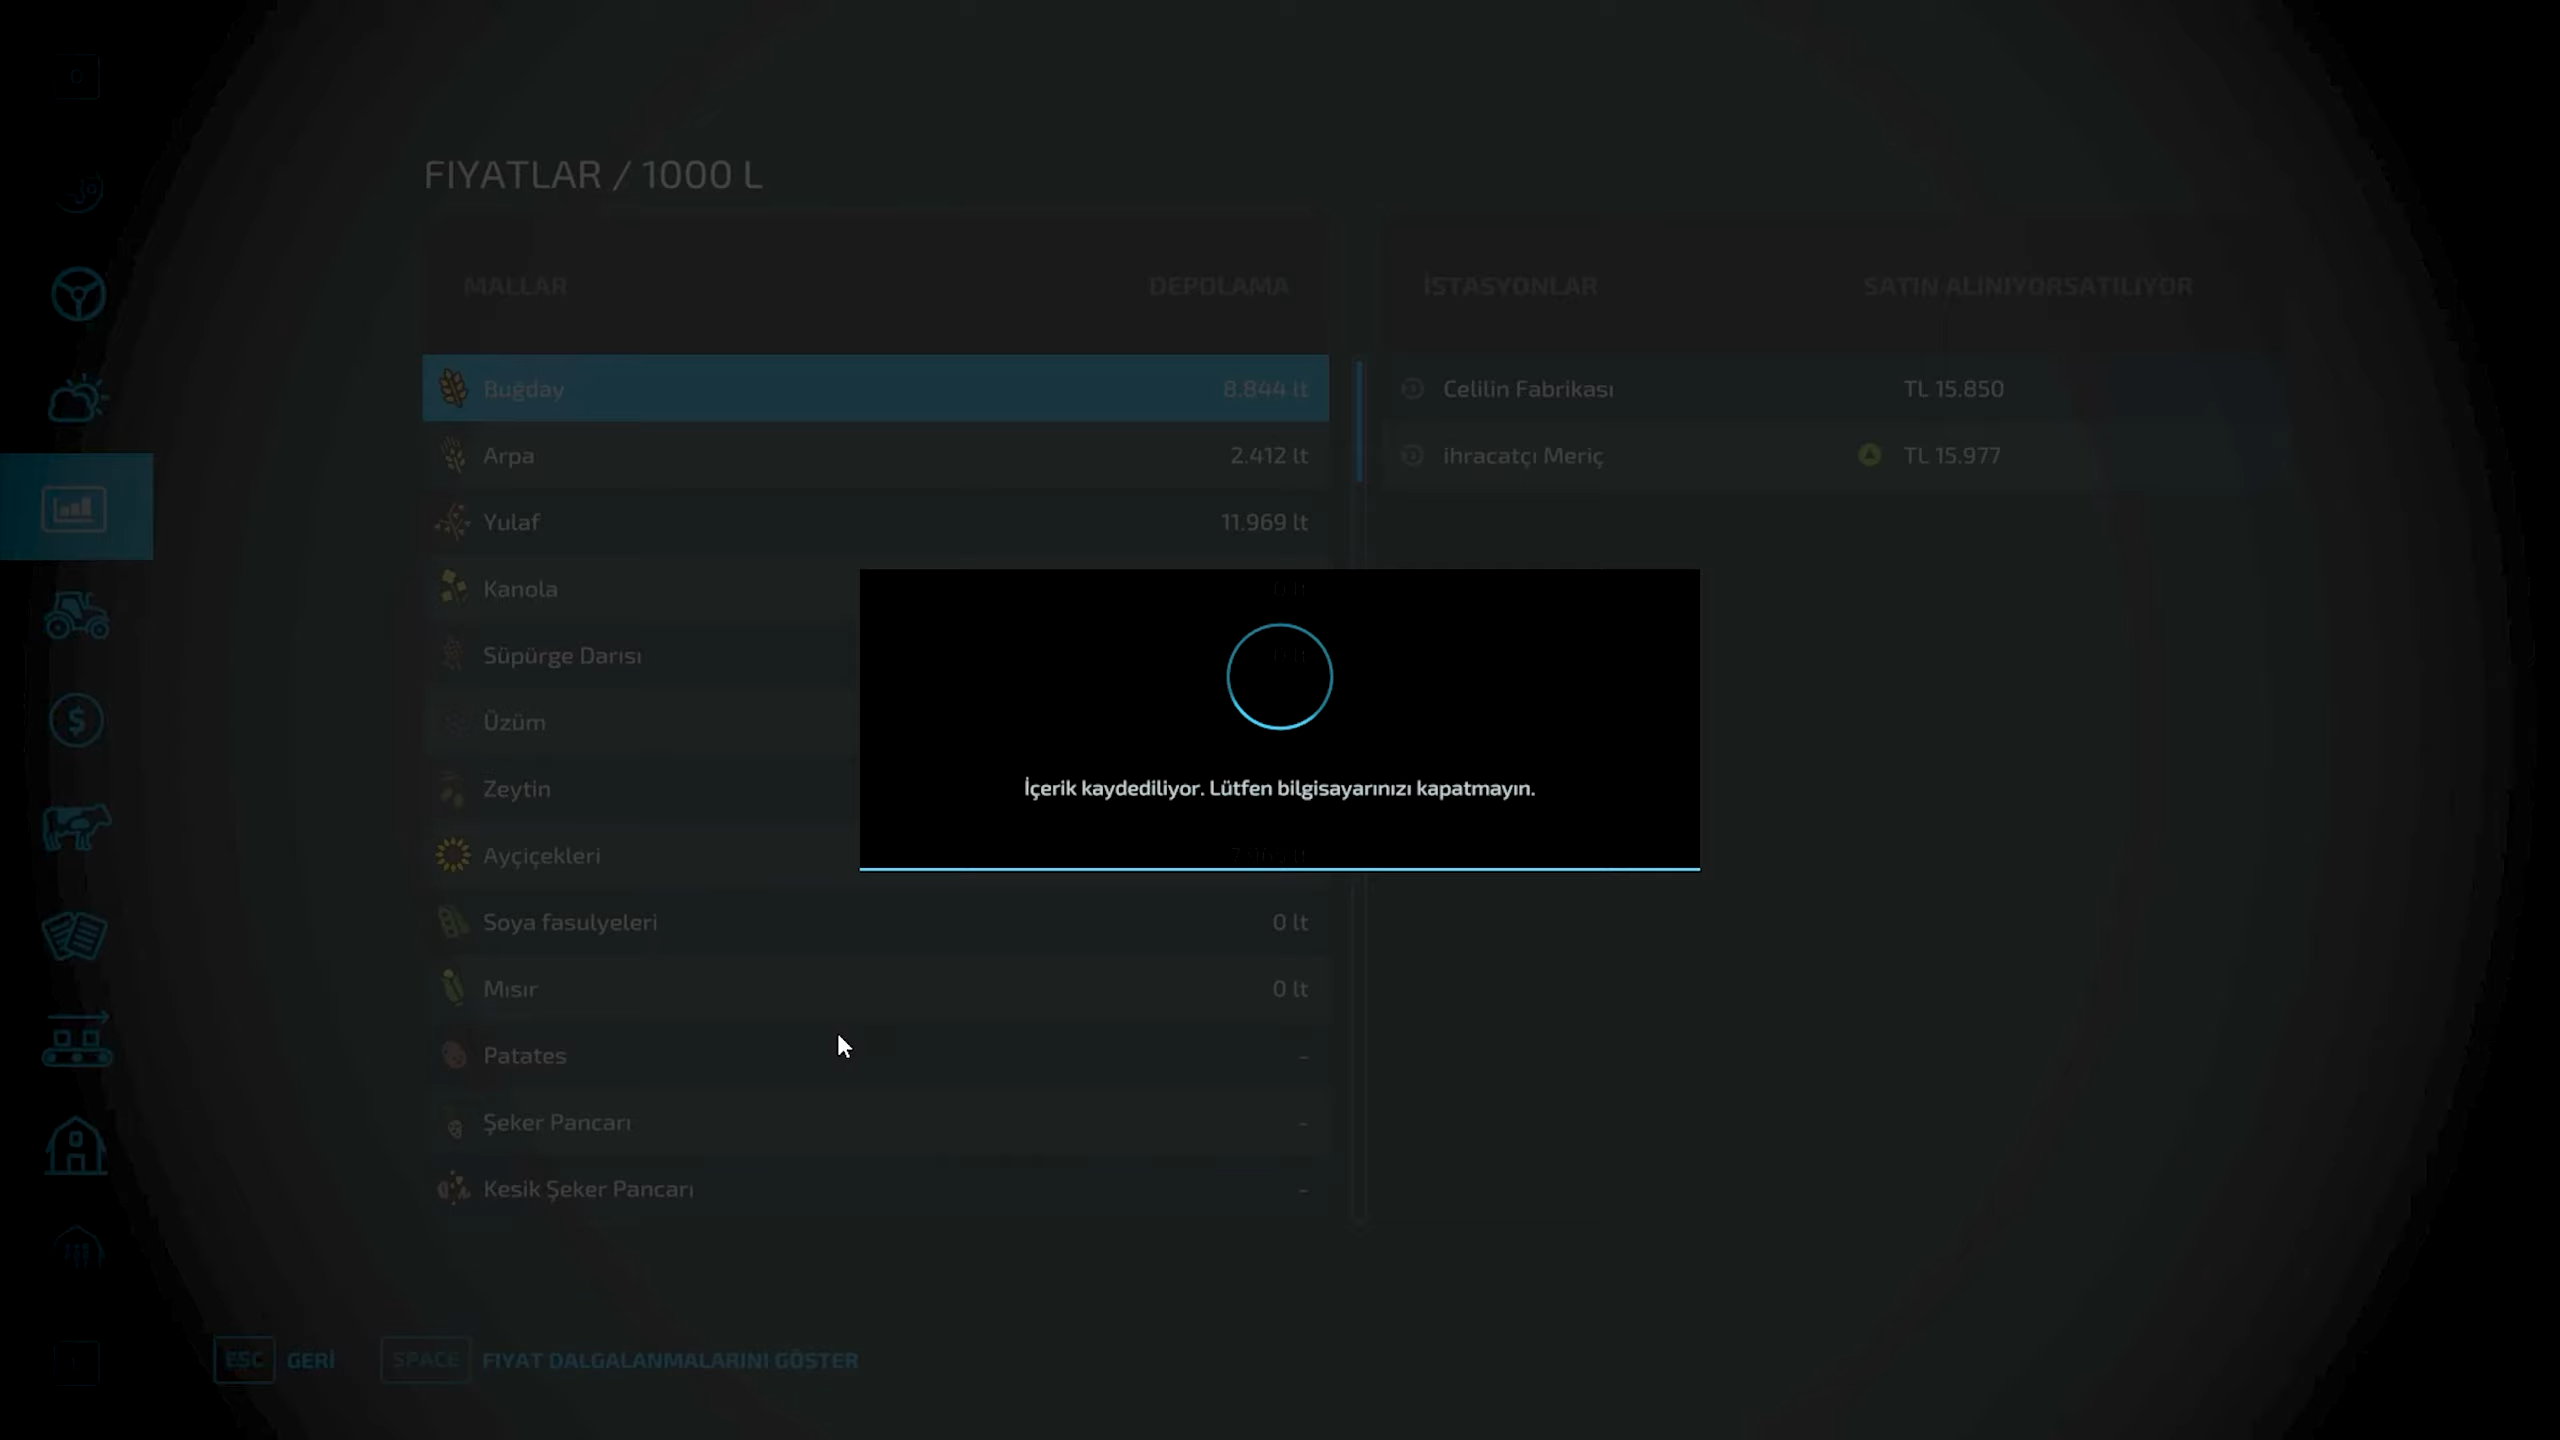 FIYATLAR / 1000 L
MALLAR DEPOLAMA
İSTASYONLAR SATIN ALINIYORSATILIYOR
Buğday 8.844 lt
Celilin Fabrikası TL 15.850
Arpa 2.412 lt
ihracatçı Meriç TL 15.977
Yulaf 11.969 lt
Kanola 0 lt
Süpürge Darısı
Üzüm
Zeytin
Ayçiçekleri
İçerik kaydediliyor. Lütfen bilgisayarınızı kapatmayın.
Soya fasulyeleri 0 lt
Mısır 0 lt
Patates -
Şeker Pancarı -
Kesik Şeker Pancarı -
ESC GERİ SPACE FIYAT DALGALANMALARINI GÖSTER